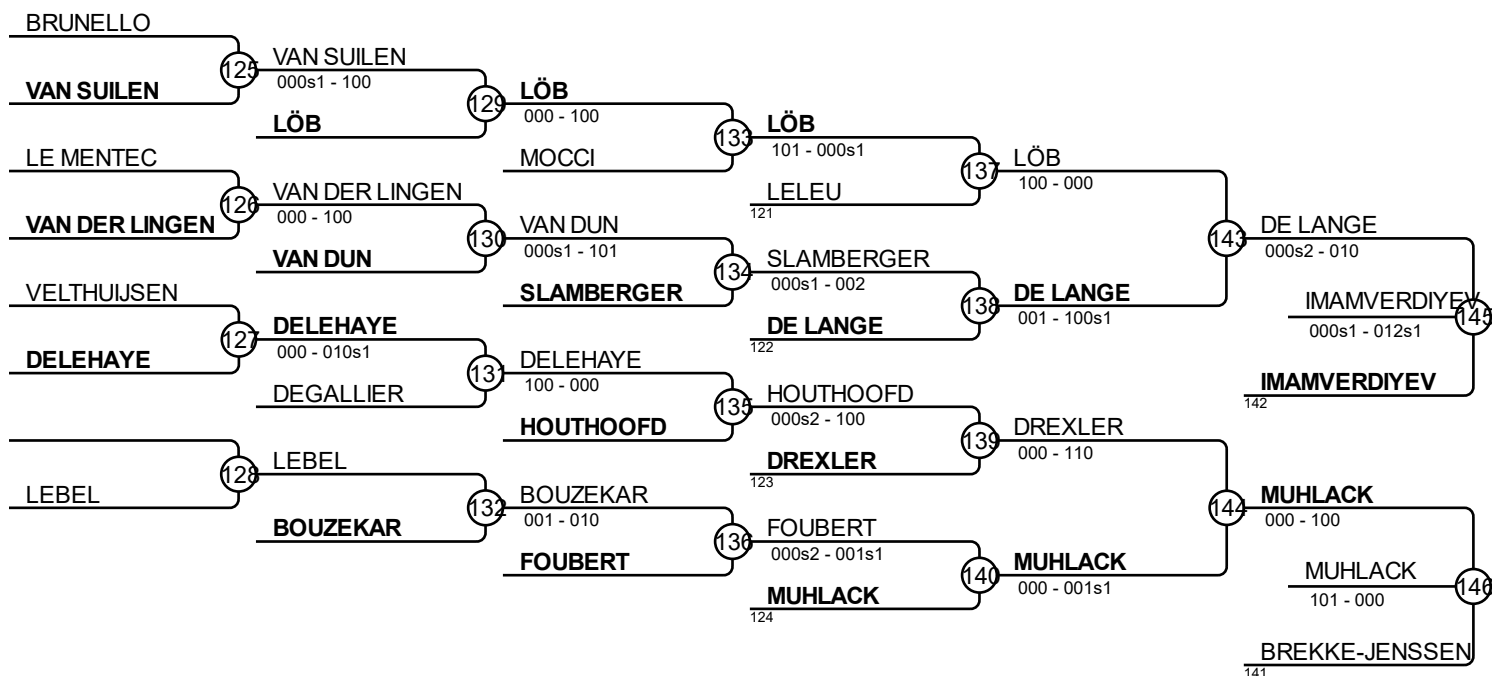 BRUNELLO
125
VAN SUILEN
000s1 - 100
VAN SUILEN
129
LÖB
000 - 100
LÖB
133
LÖB
101 - 000s1
LE MENTEC
MOCCI
137
LÖB
100 - 000
126
VAN DER LINGEN
000 - 100
LELEU
121
VAN DER LINGEN
130
VAN DUN
000s1 - 101
143
DE LANGE
000s2 - 010
VAN DUN
134
SLAMBERGER
000s1 - 002
VELTHUIJSEN
SLAMBERGER
138
DE LANGE
001 - 100s1
IMAMVERDIYEV
000s1 - 012s1
145
127
DELEHAYE
000 - 010s1
DE LANGE
122
DELEHAYE
131
DELEHAYE
100 - 000
IMAMVERDIYEV
142
DEGALLIER
135
HOUTHOOFD
000s2 - 100
HOUTHOOFD
139
DREXLER
000 - 110
128
LEBEL
DREXLER
123
LEBEL
132
BOUZEKAR
001 - 010
144
MUHLACK
000 - 100
BOUZEKAR
136
FOUBERT
000s2 - 001s1
FOUBERT
140
MUHLACK
000 - 001s1
MUHLACK
101 - 000
146
MUHLACK
124
BREKKE-JENSSEN
141